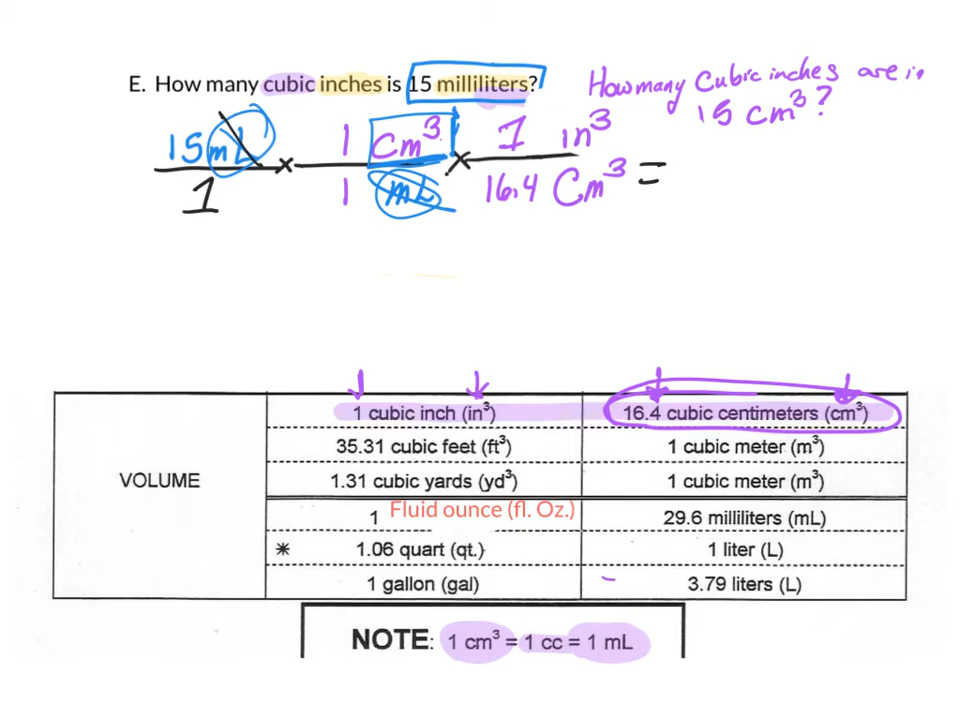 E. How many cubic inches is 15 milliliters?
How many Cubic inches are in
15 cm³?
15 mL × 1 Cm³ × 1 in³ =
1 1 mL 16.4 Cm³
1 cubic inch (in³) 16.4 cubic centimeters (cm³)
35.31 cubic feet (ft³) 1 cubic meter (m³)
VOLUME 1.31 cubic yards (yd³) 1 cubic meter (m³)
1 Fluid ounce (fl. Oz.) 29.6 milliliters (mL)
* 1.06 quart (qt.) 1 liter (L)
1 gallon (gal) 3.79 liters (L)
NOTE: 1 cm³ = 1 cc = 1 mL